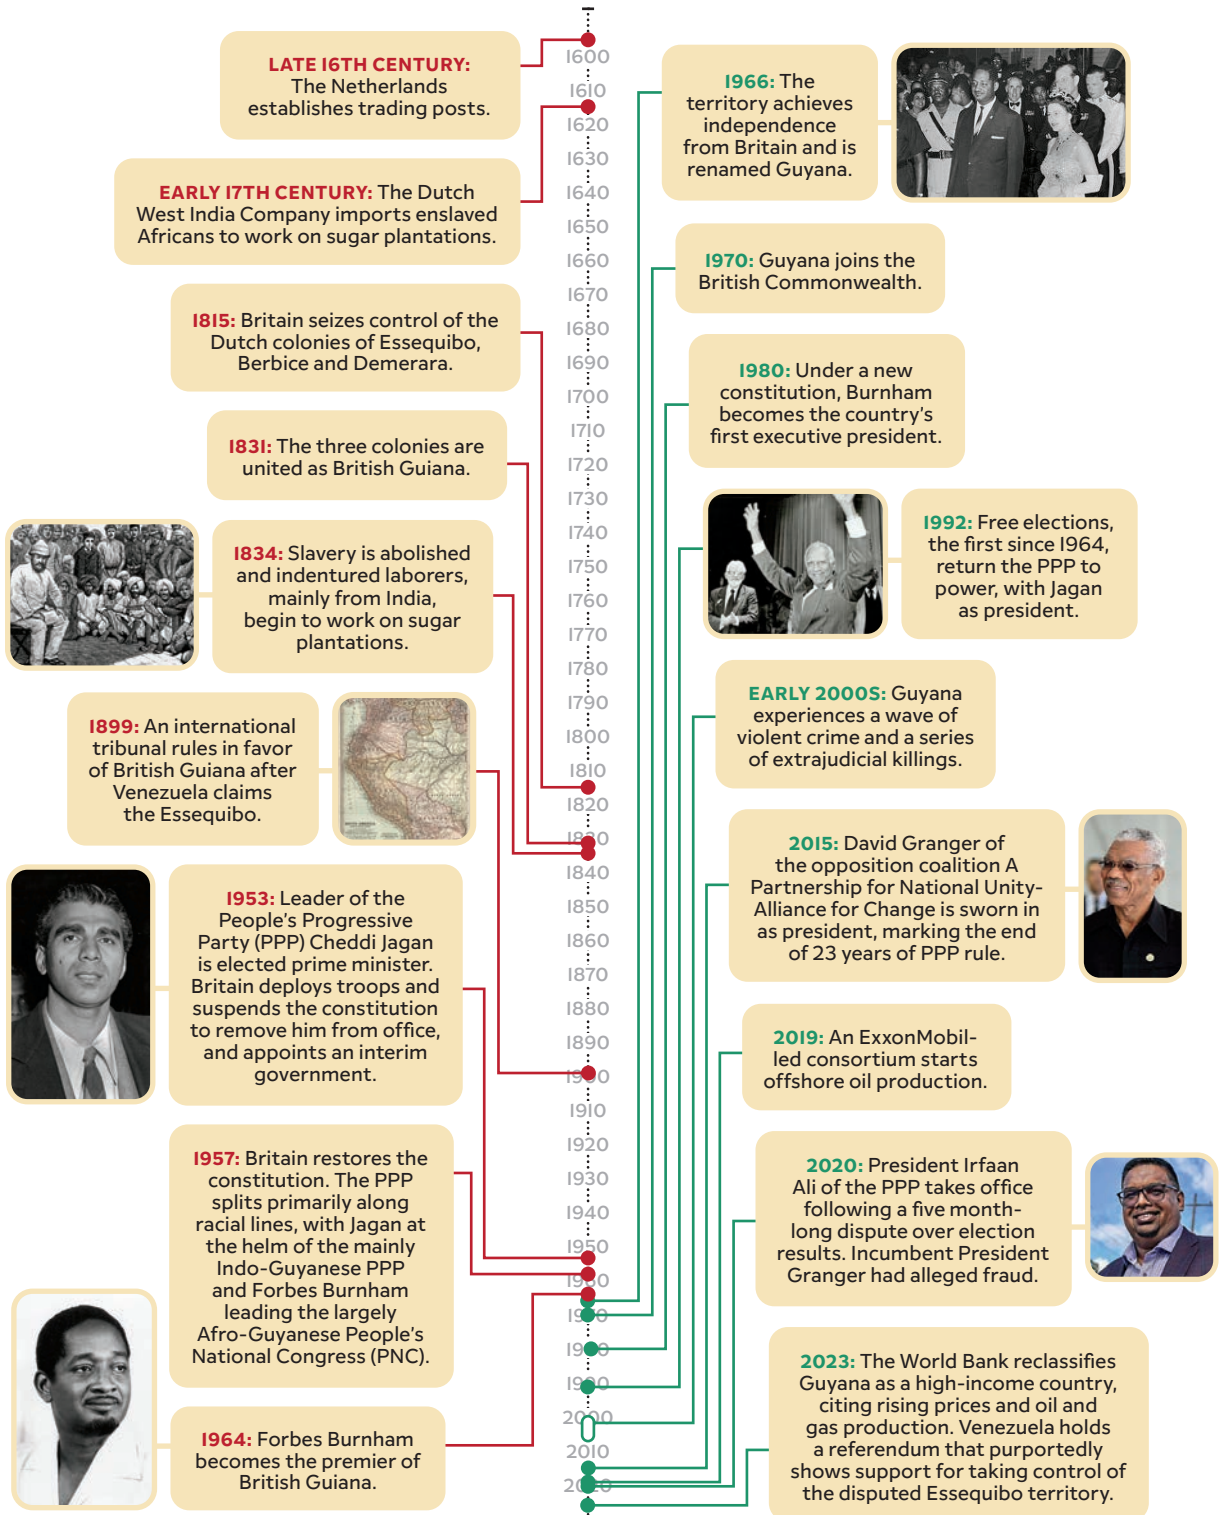 LATE 16TH CENTURY:
The Netherlands
establishes trading posts.
EARLY 17TH CENTURY: The Dutch
West India Company imports enslaved
Africans to work on sugar plantations.
1815: Britain seizes control of the
Dutch colonies of Essequibo,
Berbice and Demerara.
1831: The three colonies are
united as British Guiana.
1834: Slavery is abolished
and indentured laborers,
mainly from India,
begin to work on sugar
plantations.
1899: An international
tribunal rules in favor
of British Guiana after
Venezuela claims
the Essequibo.
1953: Leader of the
People's Progressive
Party (PPP) Cheddi Jagan
is elected prime minister.
Britain deploys troops and
suspends the constitution
to remove him from office,
and appoints an interim
government.
1957: Britain restores the
constitution. The PPP
splits primarily along
racial lines, with Jagan at
the helm of the mainly
Indo-Guyanese PPP
and Forbes Burnham
leading the largely
Afro-Guyanese People's
National Congress (PNC).
1964: Forbes Burnham
becomes the premier of
British Guiana.
1600
1610
1620
1630
1640
1650
1660
1670
1680
1690
1700
1710
1720
1730
1740
1750
1760
1770
1780
1790
1800
1810
1820
1830
1840
1850
1860
1870
1880
1890
1900
1910
1920
1930
1940
1950
1960
1970
1980
1990
2000
2010
2020
1966: The
territory achieves
independence
from Britain and is
renamed Guyana.
1970: Guyana joins the
British Commonwealth.
1980: Under a new
constitution, Burnham
becomes the country's
first executive president.
1992: Free elections,
the first since 1964,
return the PPP to
power, with Jagan
as president.
EARLY 2000S: Guyana
experiences a wave of
violent crime and a series
of extrajudicial killings.
2015: David Granger of
the opposition coalition A
Partnership for National Unity-
Alliance for Change is sworn in
as president, marking the end
of 23 years of PPP rule.
2019: An ExxonMobil-
led consortium starts
offshore oil production.
2020: President Irfaan
Ali of the PPP takes office
following a five month-
long dispute over election
results. Incumbent President
Granger had alleged fraud.
2023: The World Bank reclassifies
Guyana as a high-income country,
citing rising prices and oil and
gas production. Venezuela holds
a referendum that purportedly
shows support for taking control of
the disputed Essequibo territory.